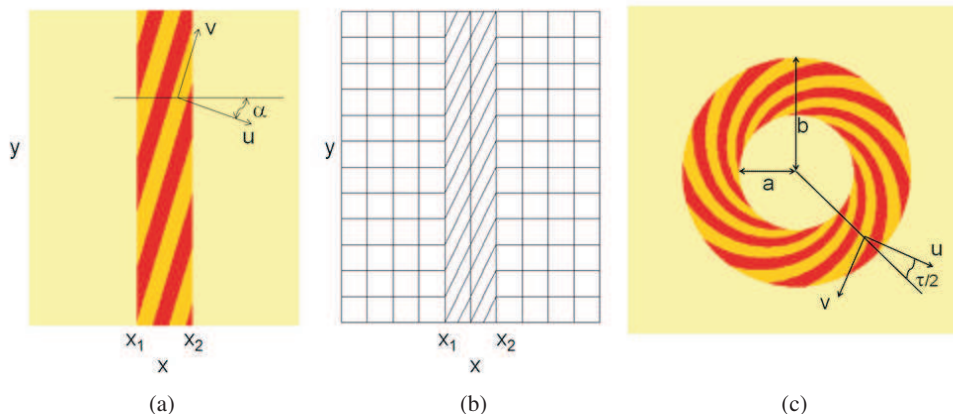 v
α
u
y
x₁ x₂
x
(a)
y
x₁ x₂
x
(b)
b
a
u
τ/2
v
(c)